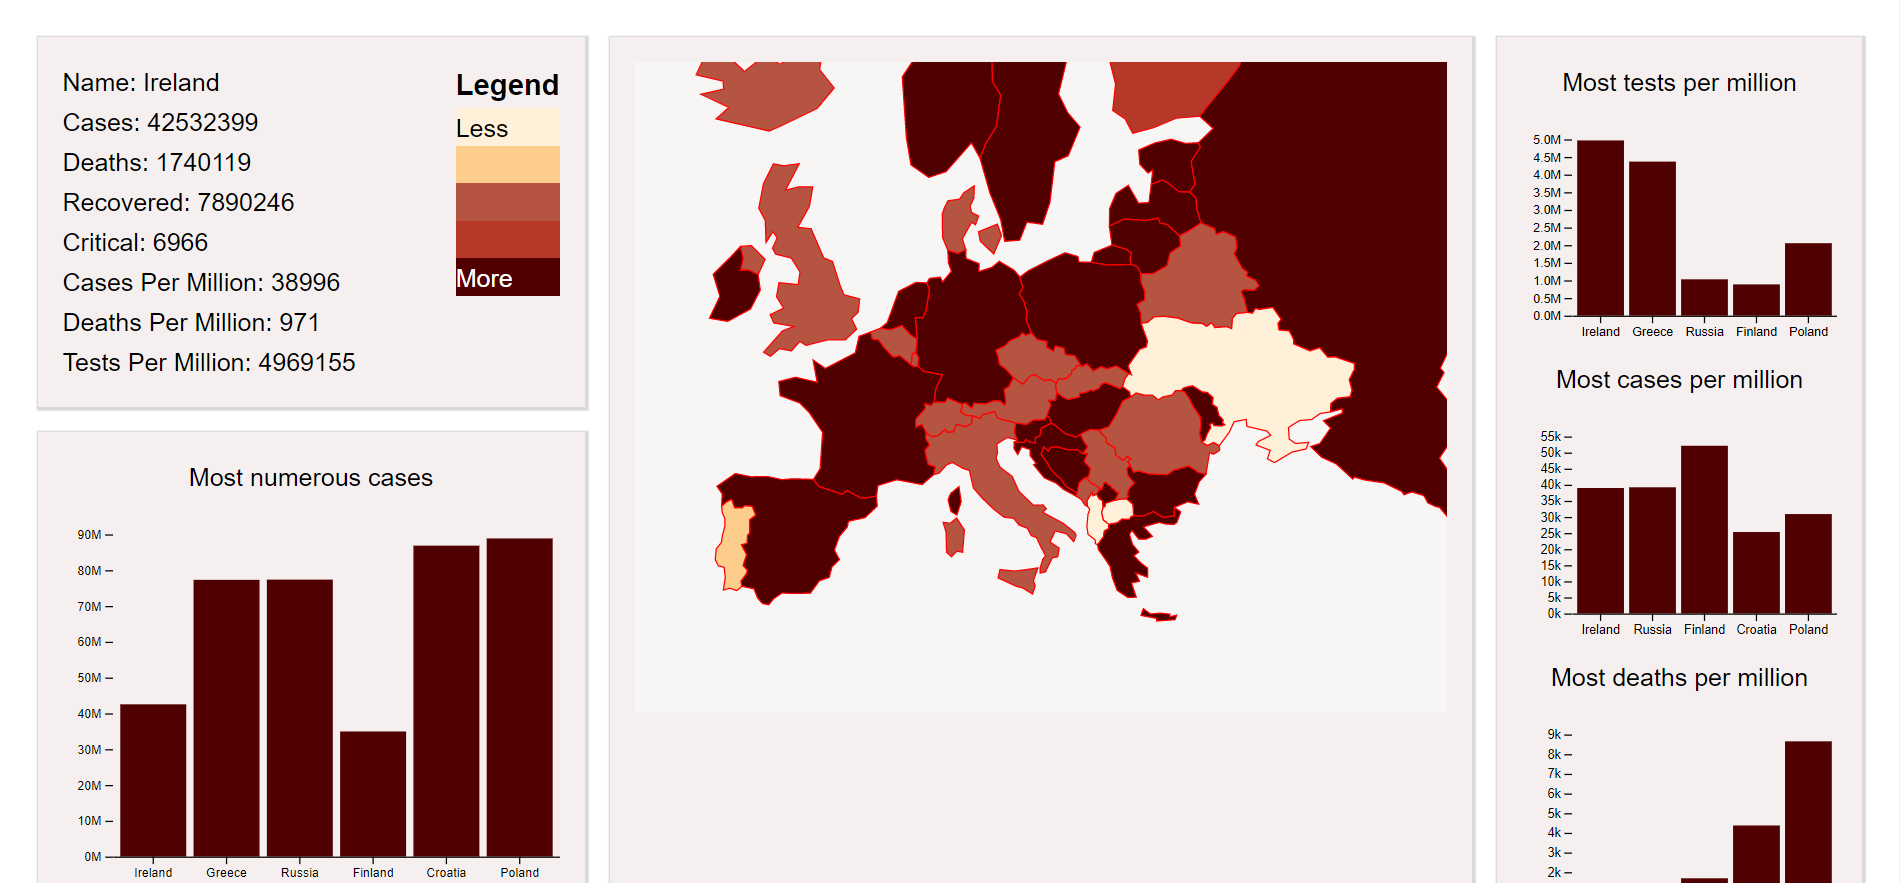 Name: Ireland
Cases: 42532399
Deaths: 1740119
Recovered: 7890246
Critical: 6966
Cases Per Million: 38996
Deaths Per Million: 971
Tests Per Million: 4969155
Legend
Less
More
Most numerous cases
90M
80M
70M
60M
50M
40M
30M
20M
10M
0M
Ireland Greece Russia Finland Croatia Poland
Most tests per million
5.0M
4.5M
4.0M
3.5M
3.0M
2.5M
2.0M
1.5M
1.0M
0.5M
0.0M
Ireland Greece Russia Finland Poland
Most cases per million
55k
50k
45k
40k
35k
30k
25k
20k
15k
10k
5k
0k
Ireland Russia Finland Croatia Poland
Most deaths per million
9k
8k
7k
6k
5k
4k
3k
2k